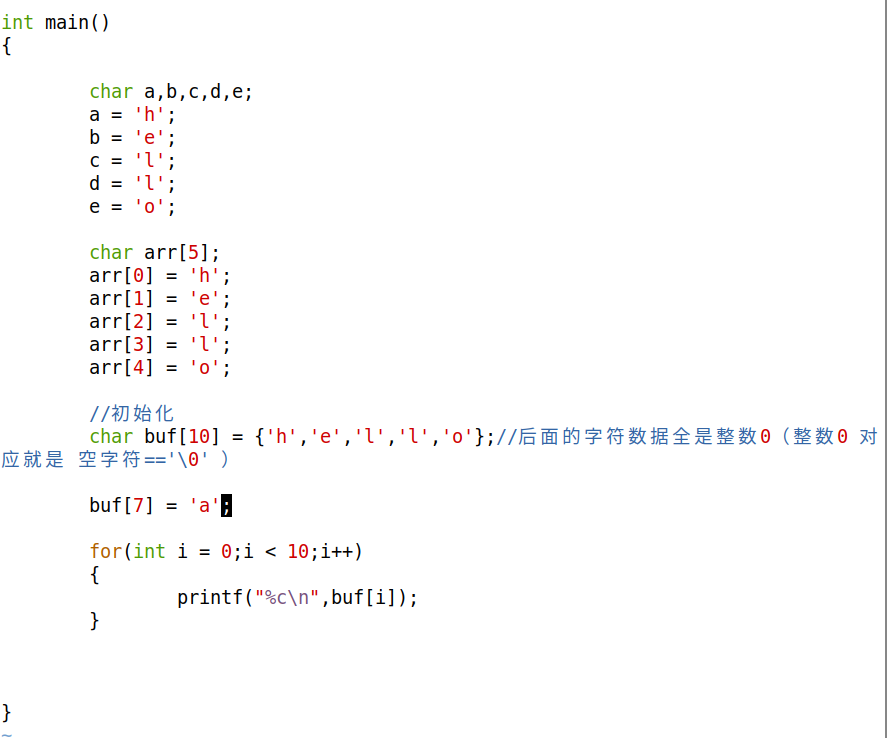 int main()
{
char a,b,c,d,e;
a = 'h';
b = 'e';
c = 'l';
d = 'l';
e = 'o';
char arr[5];
arr[0] = 'h';
arr[1] = 'e';
arr[2] = 'l';
arr[3] = 'l';
arr[4] = 'o';
//初始化
char buf[10] = {'h','e','l','l','o'};//后面的字符数据全是整数0（整数0 对
应就是 空字符=='\0' ）
buf[7] = 'a';
for(int i = 0;i < 10;i++)
{
printf("%c\n",buf[i]);
}
}
~